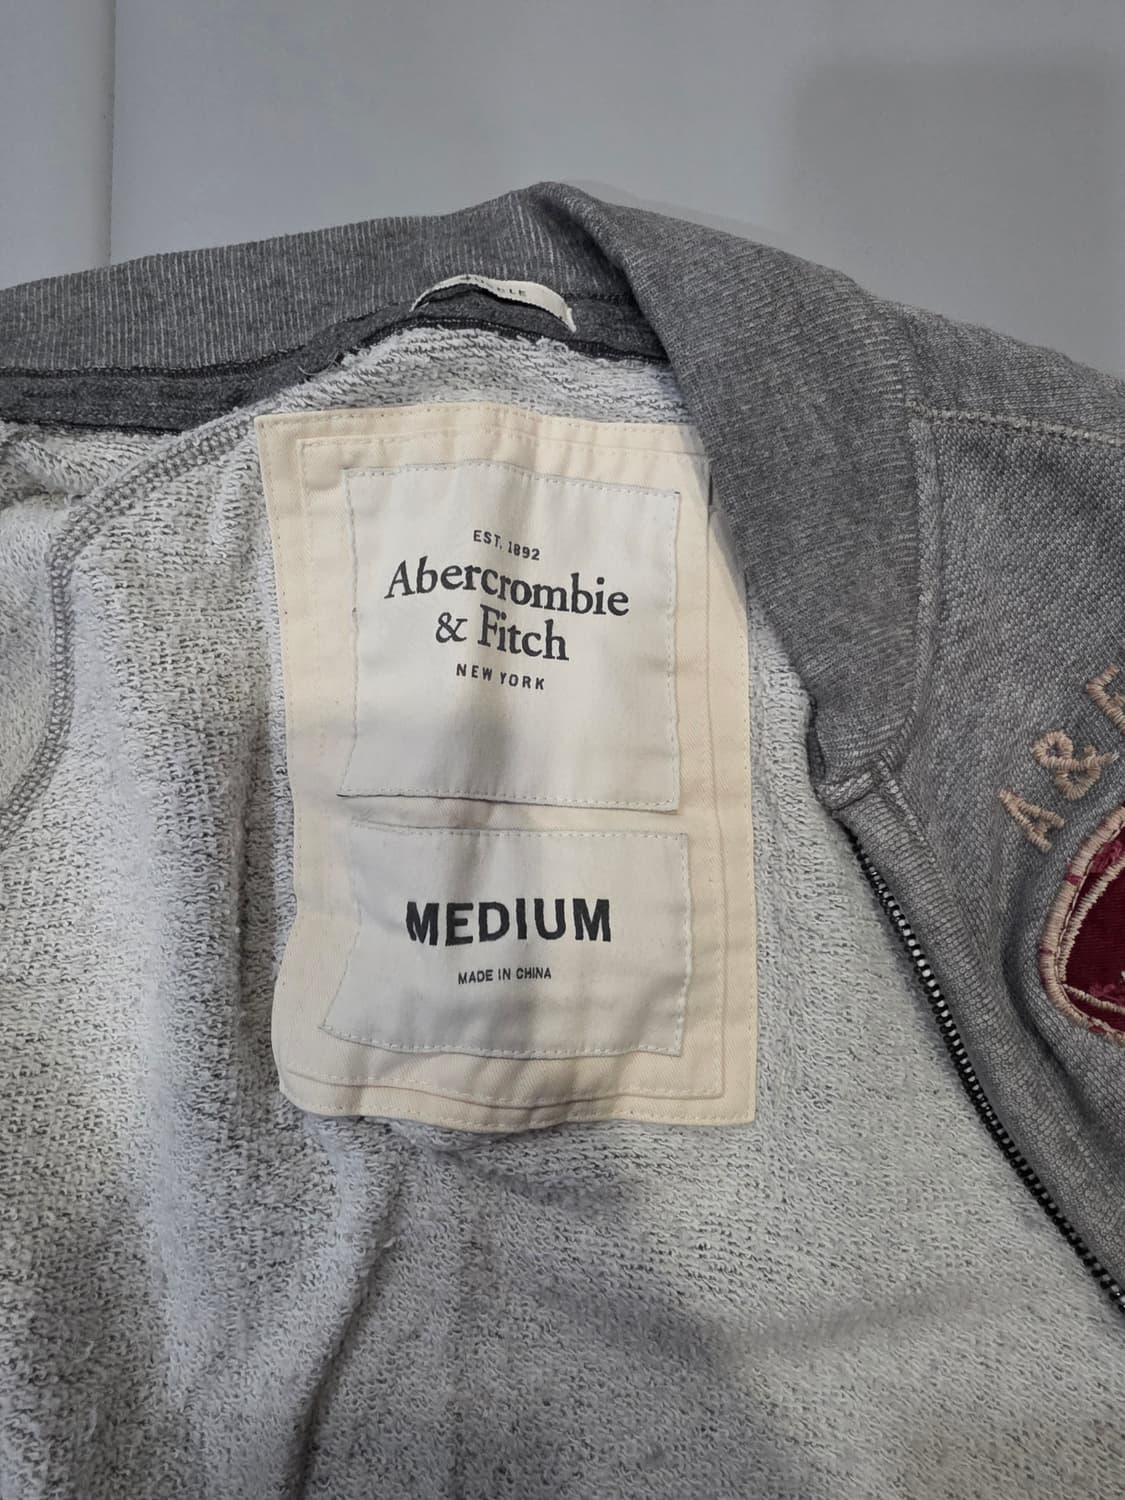 EST. 1892
Abercrombie
& Fitch
NEW YORK
MEDIUM
MADE IN CHINA
A&